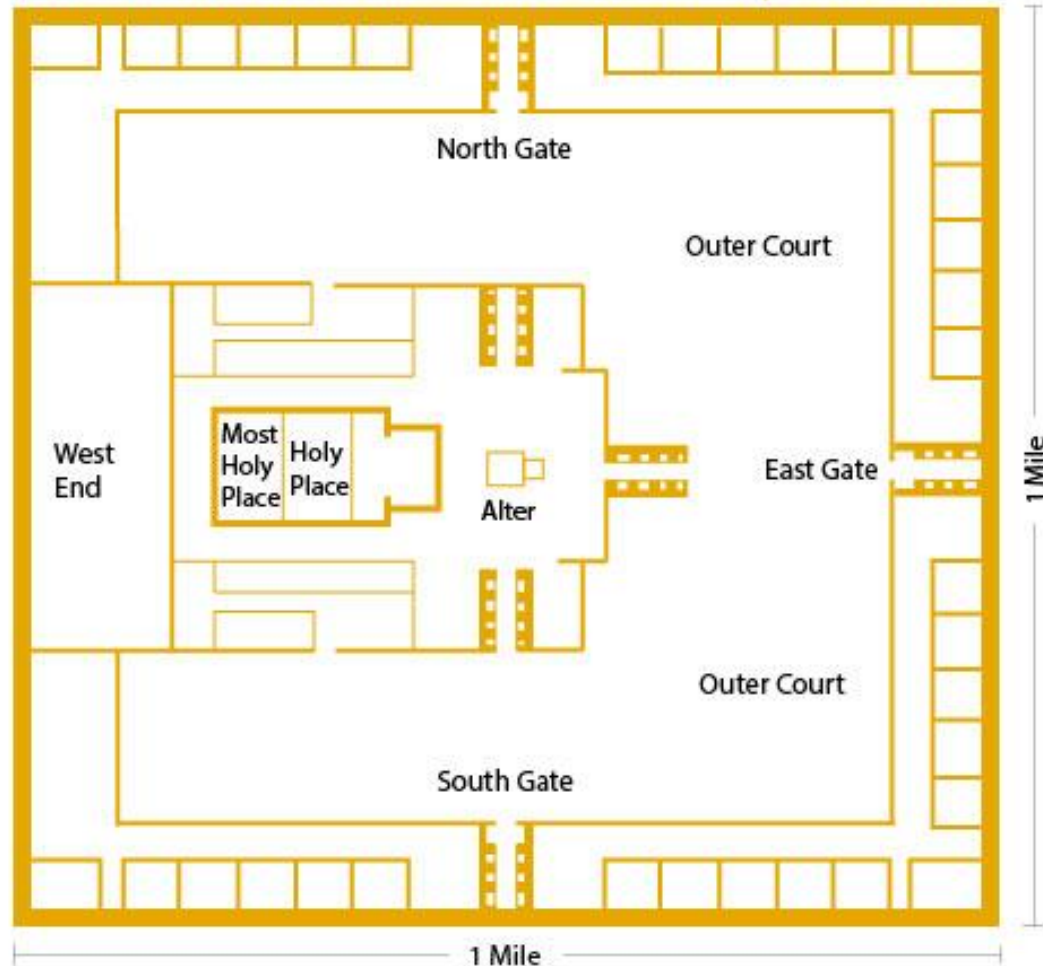 North Gate
Outer Court
West
End
Most
Holy
Place
Holy
Place
Alter
East Gate
1 Mile
Outer Court
South Gate
1 Mile